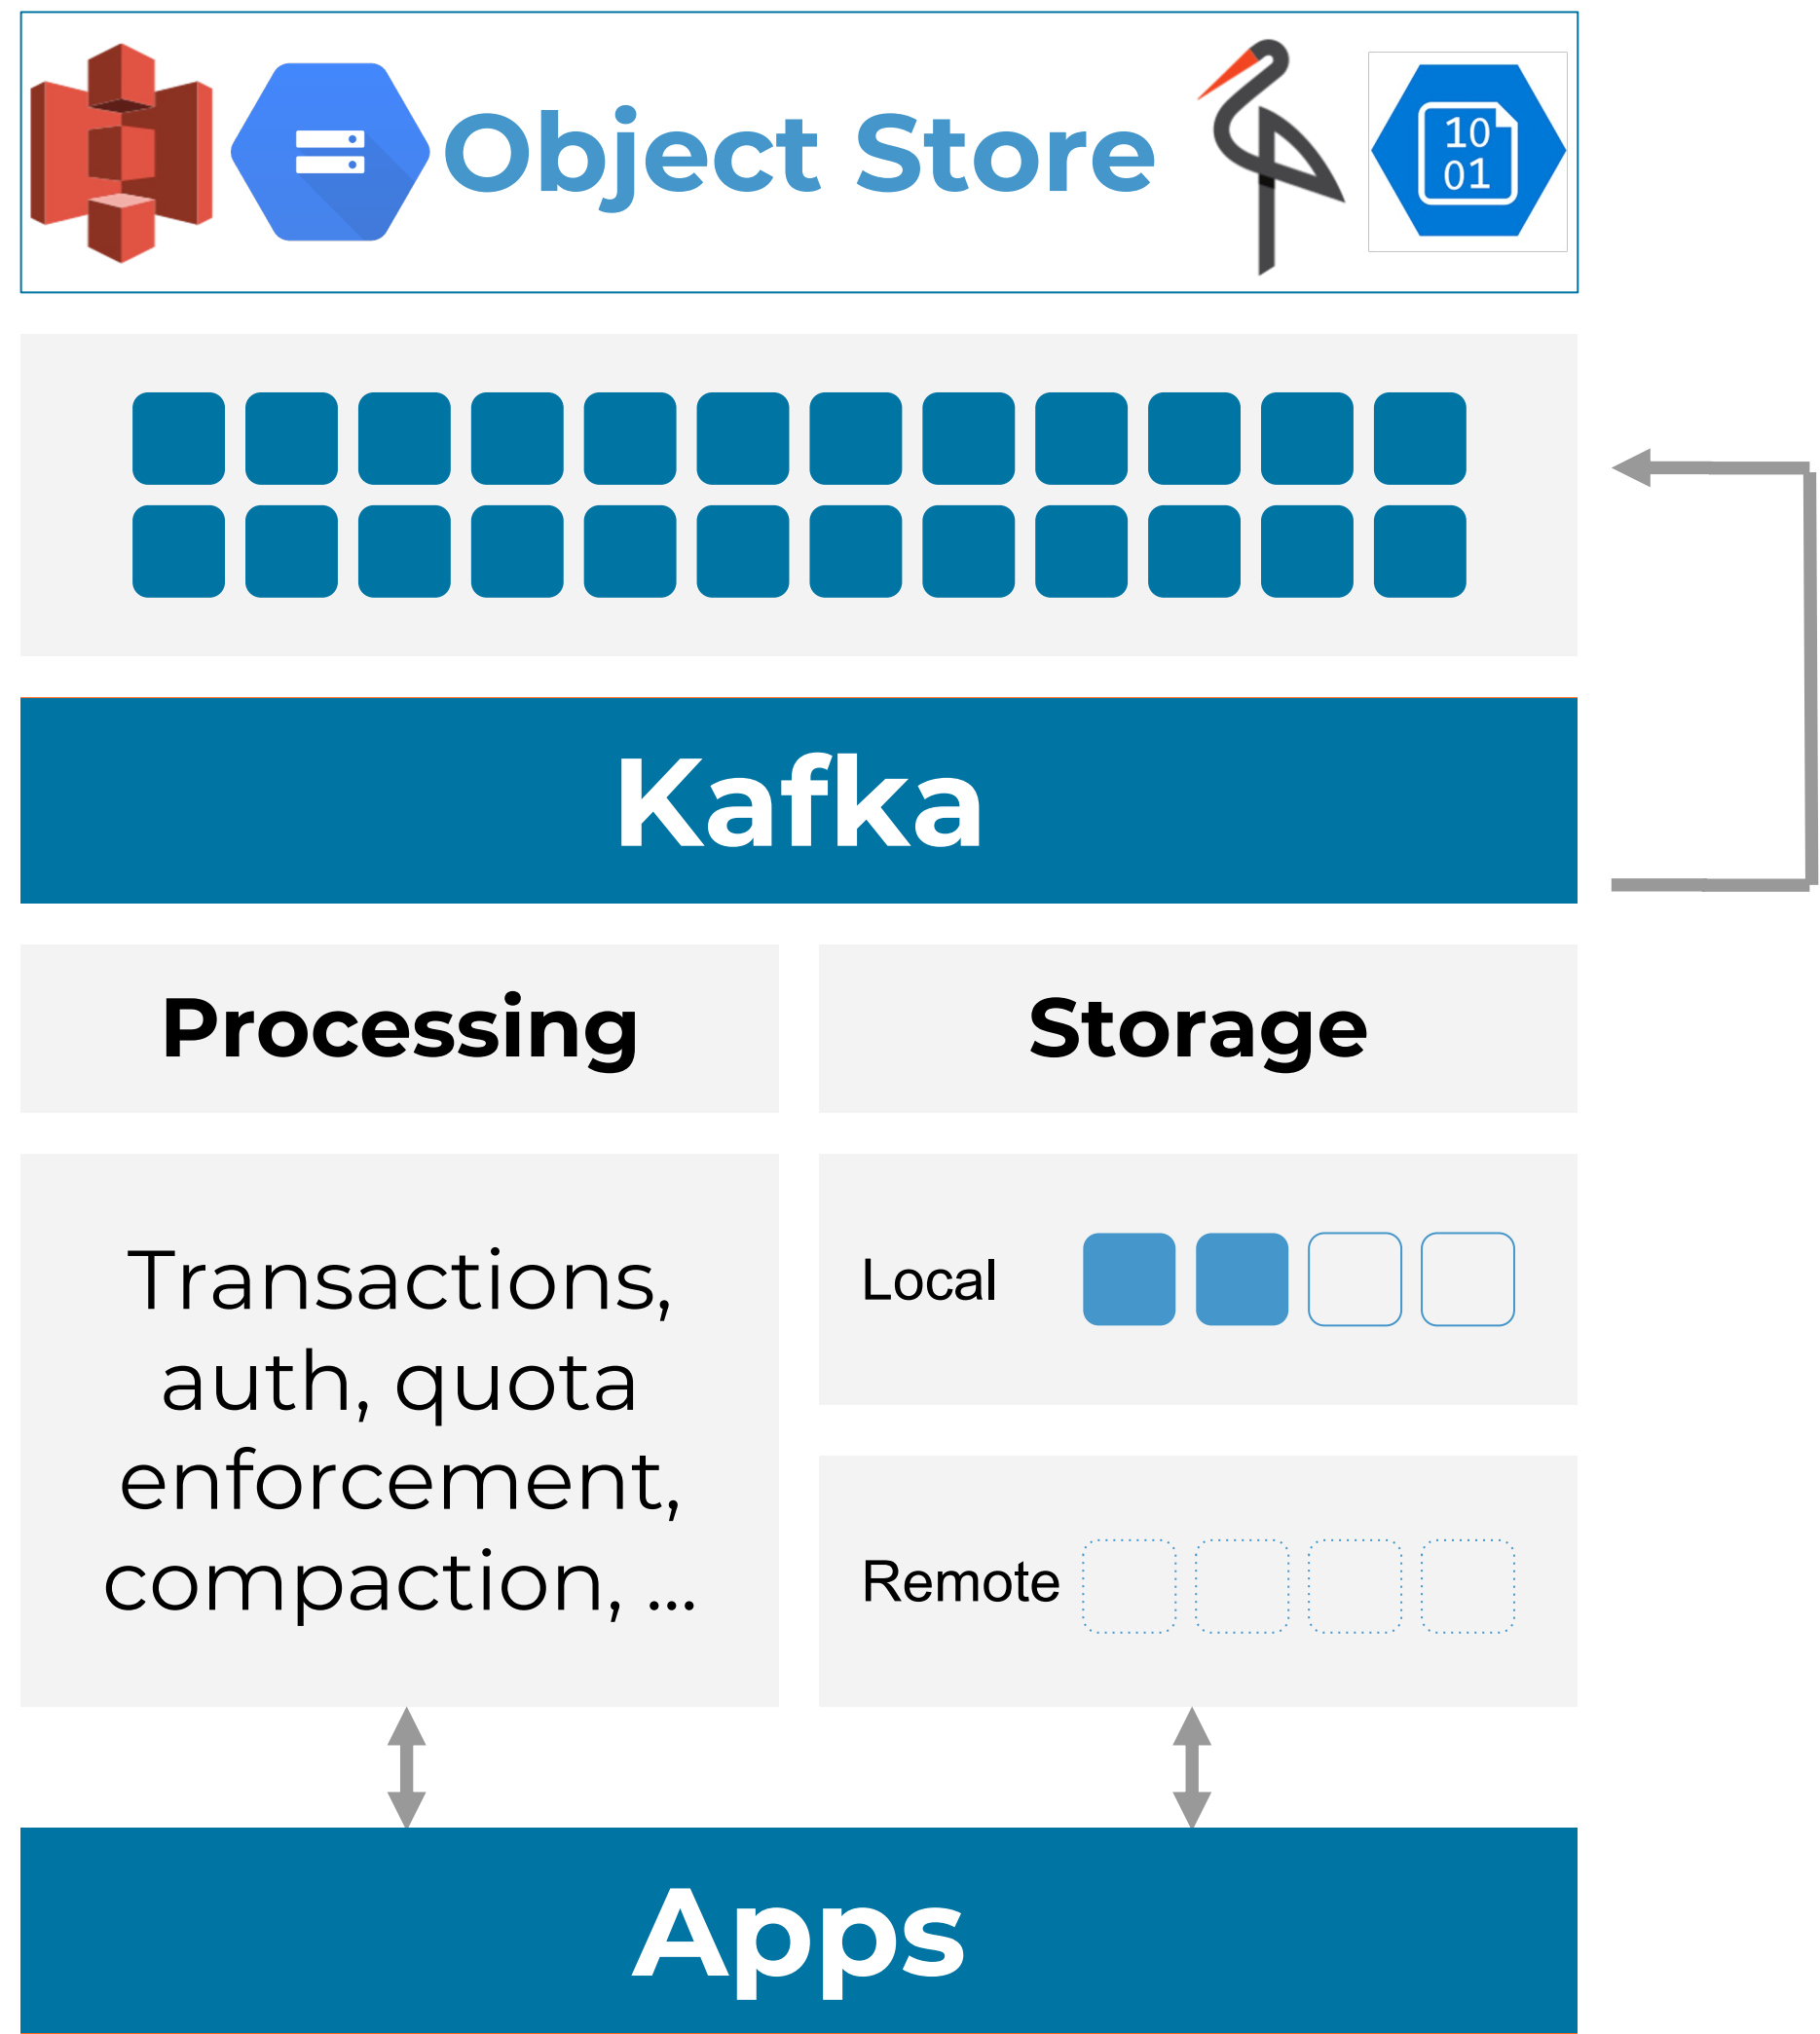 Object Store
10
01
Kafka
Processing
Storage
Transactions,
auth, quota
enforcement,
compaction, ...
Local
Remote
Apps